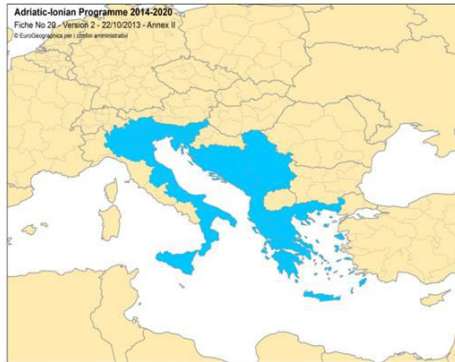 Adriatic-Ionian Programme 2014-2020
Fiche No 20 - Version 2 - 22/10/2013 - Annex II
© EuroGeographics per i confini amministrativi